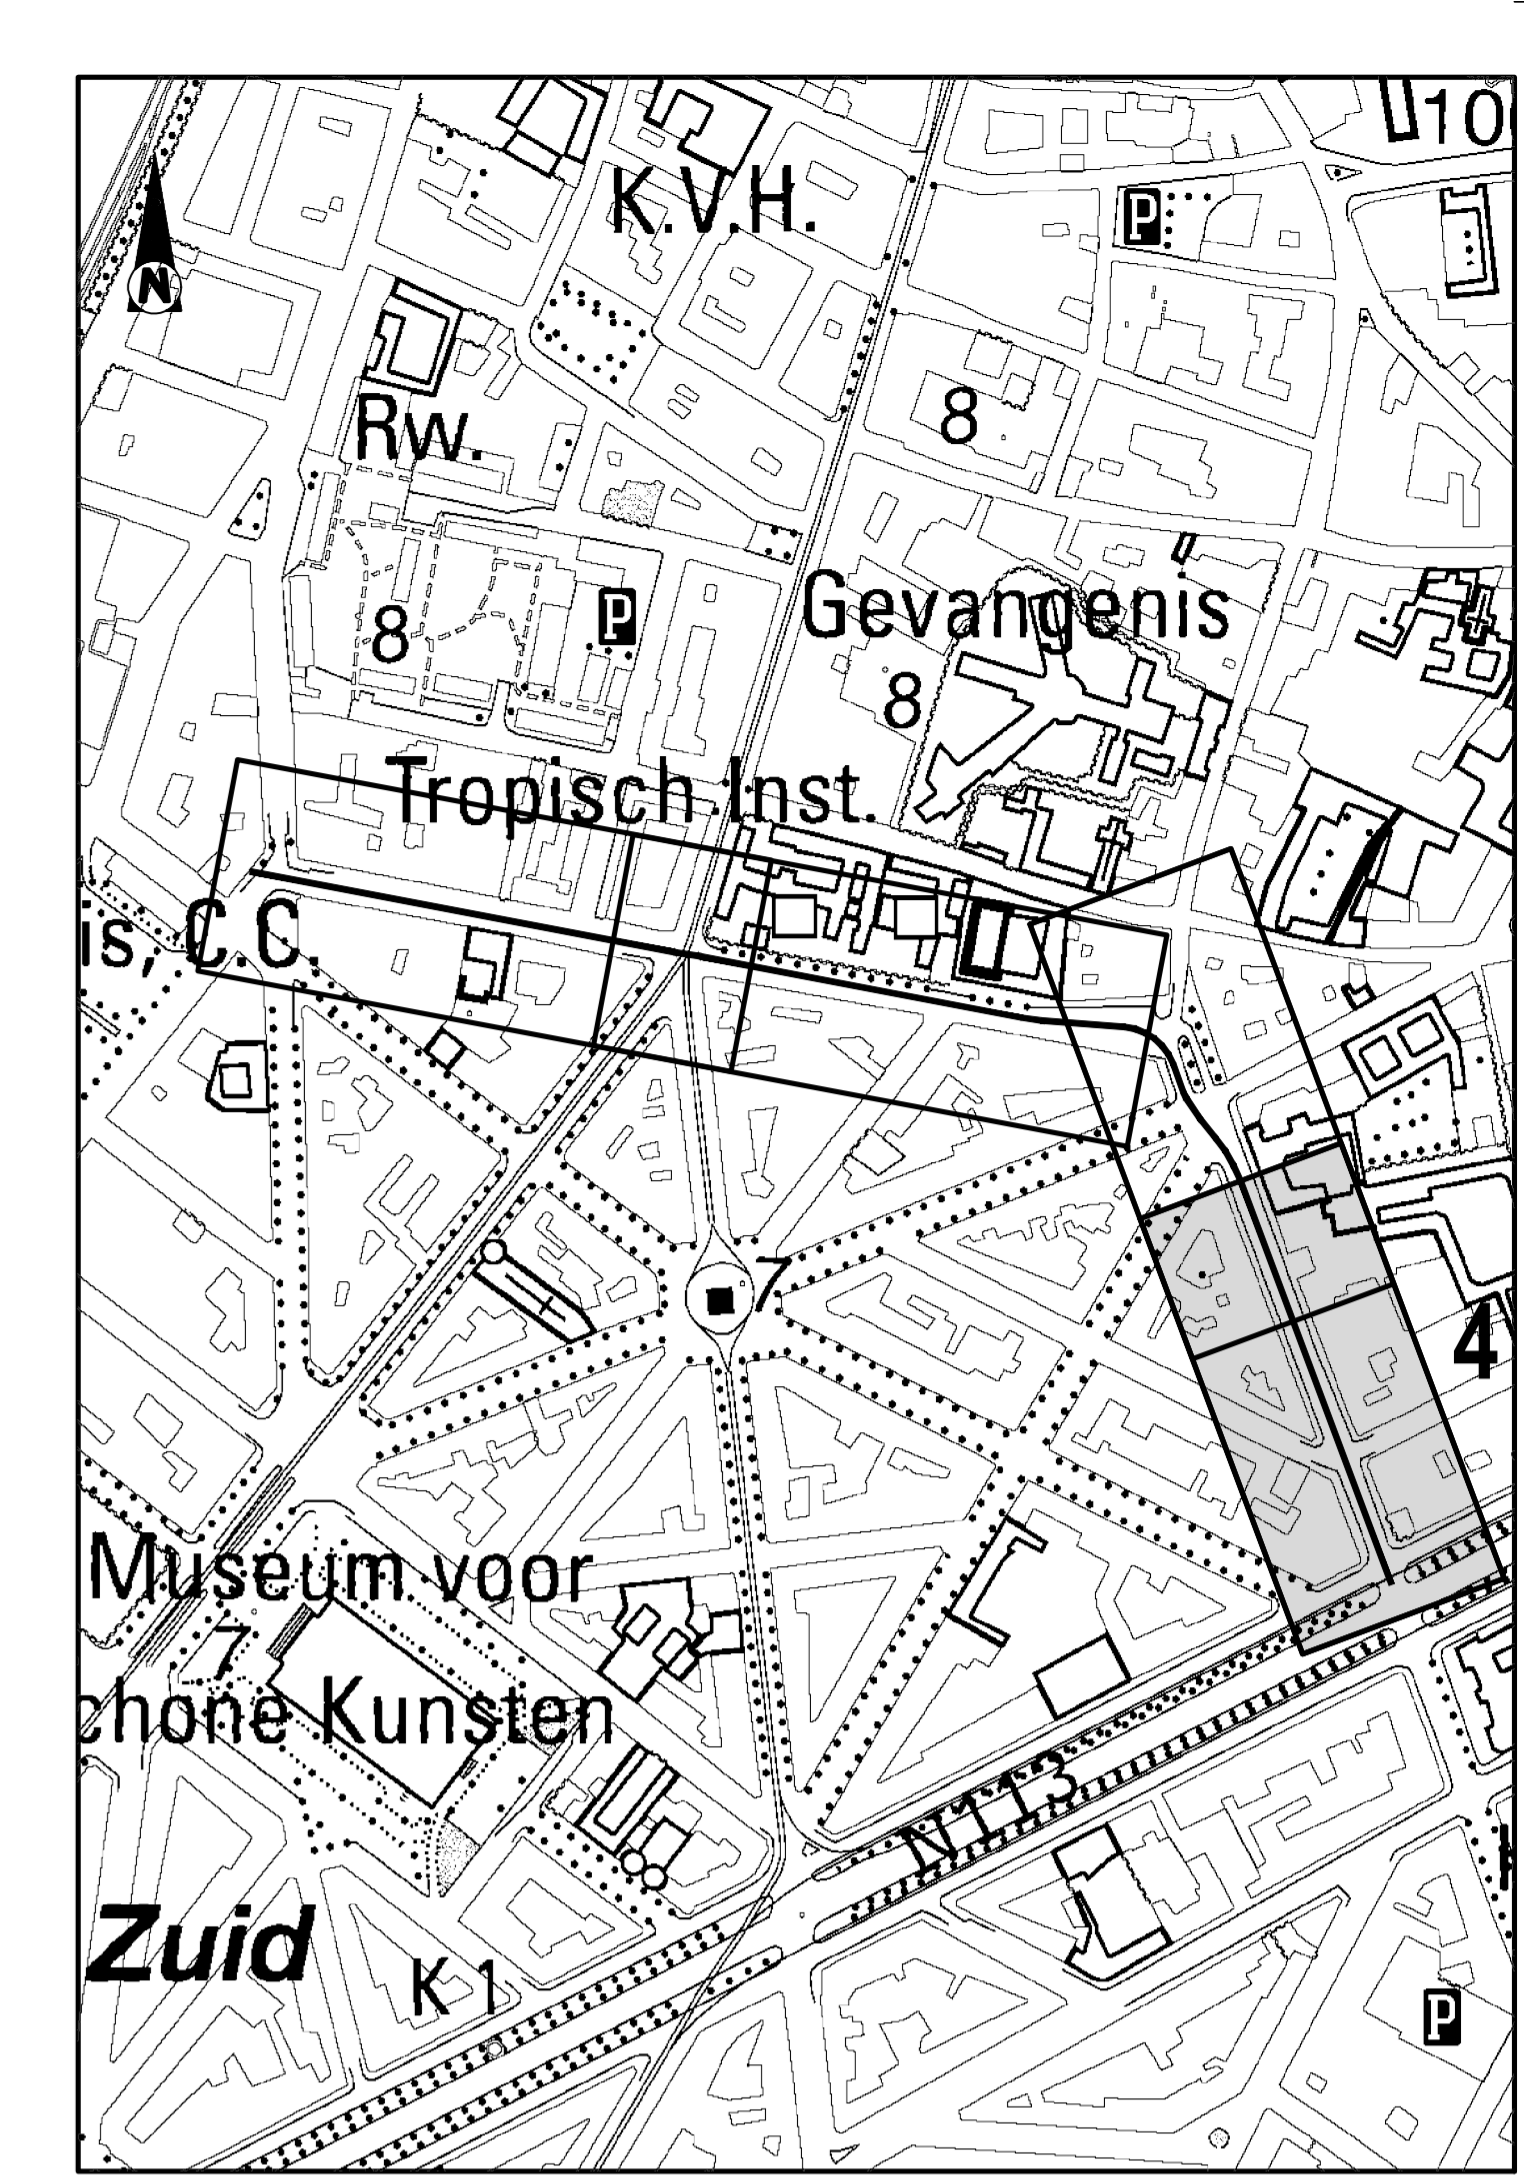 10
K.V.H.
P
N
8
Rw.
Gevangenis
P
8
8
Tropisch Inst.
is, C.C.
7
4
Museum voor
7
chone Kunsten
N113
Zuid
K 1
P